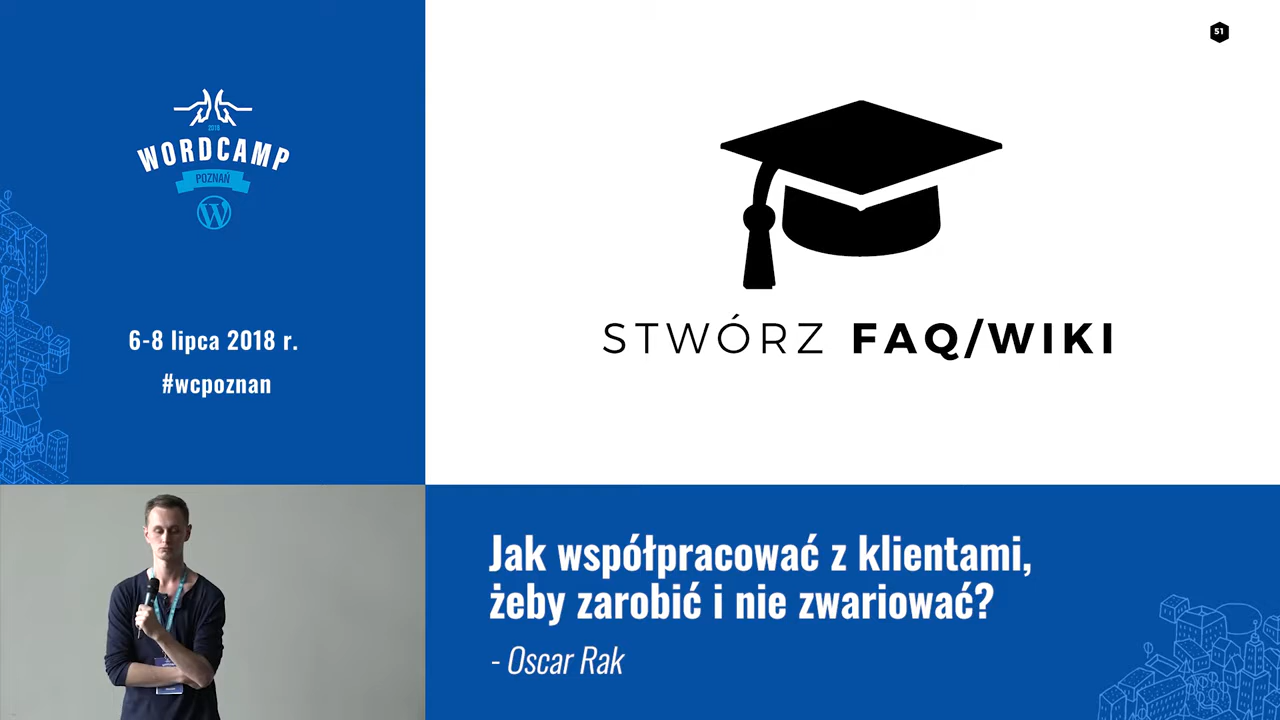 2018
WORDCAMP
POZNAŃ
6-8 lipca 2018 r.
#wcpoznan
51
STWÓRZ FAQ/WIKI
Jak współpracować z klientami,
żeby zarobić i nie zwariować?
- Oscar Rak